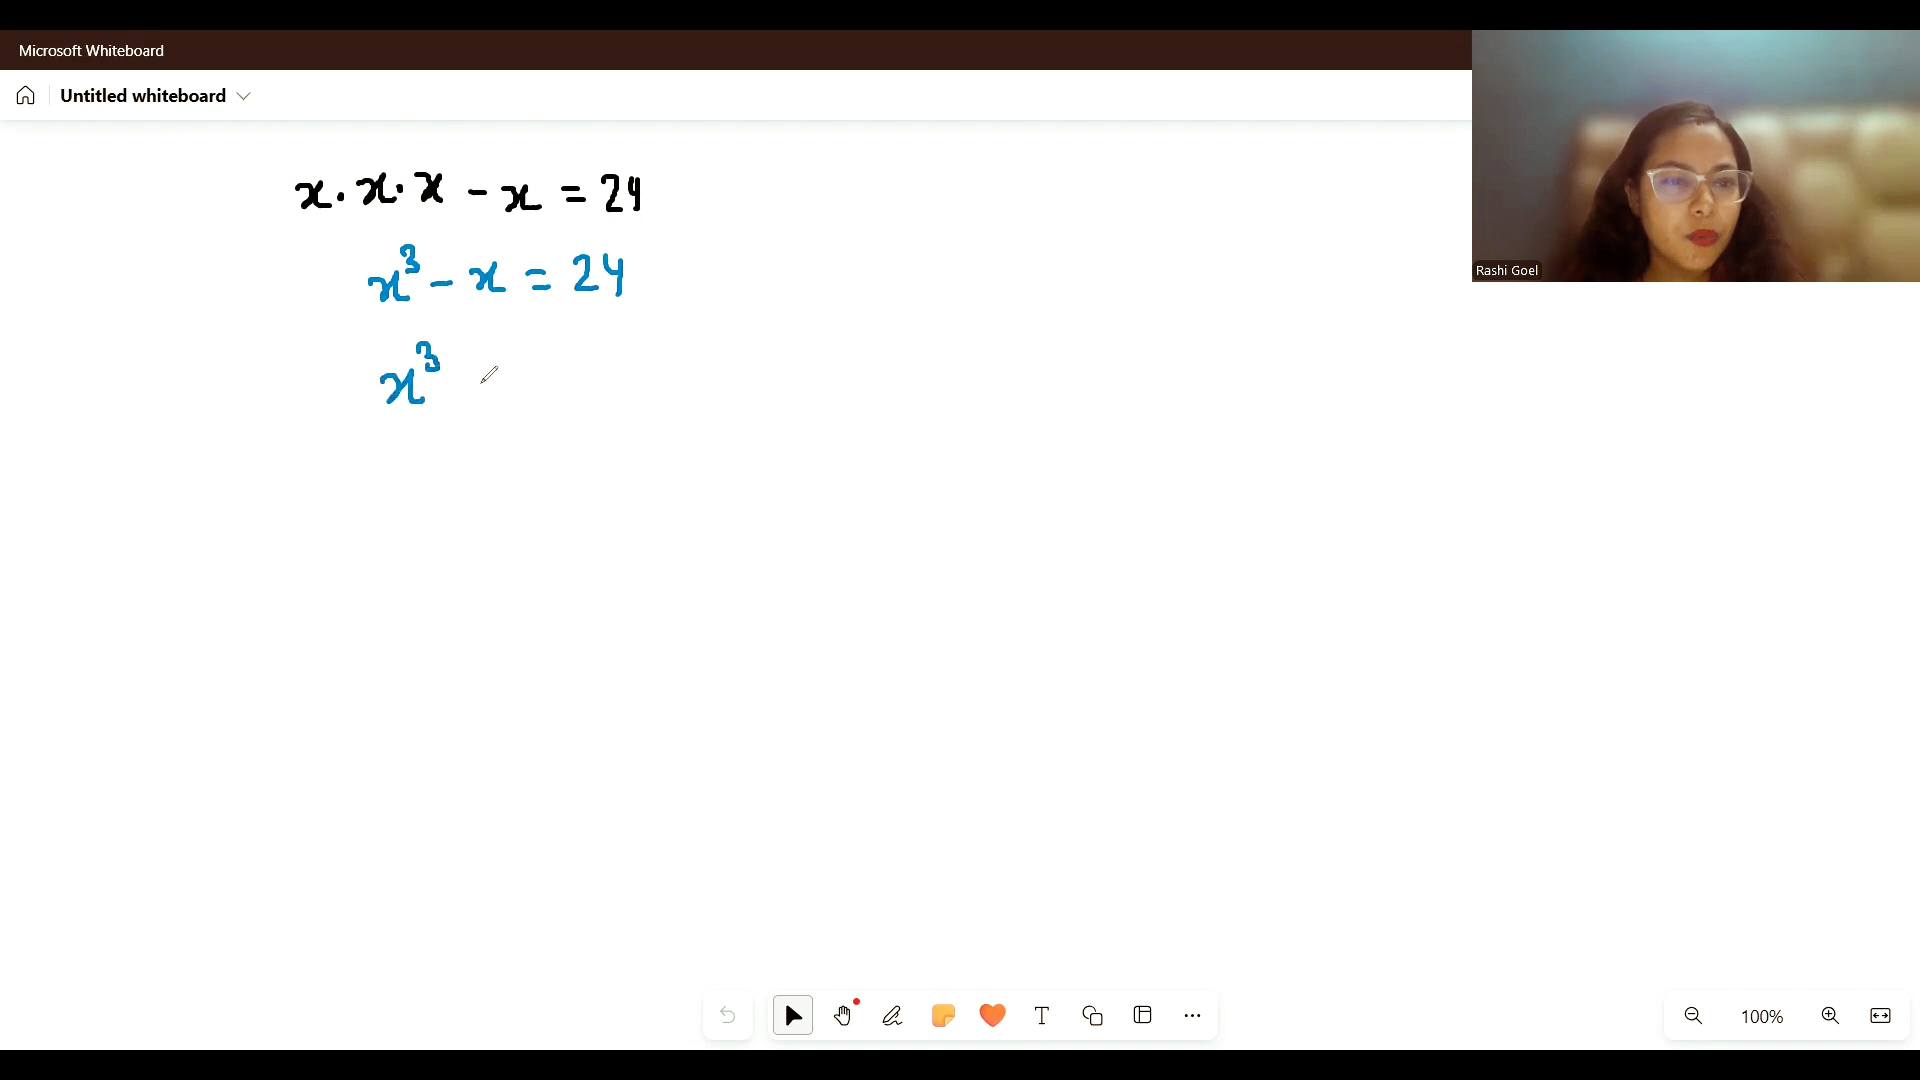 Microsoft Whiteboard
Untitled whiteboard
x . x . x - x = 24
x³ - x = 24
x³
Rashi Goel
T
100%